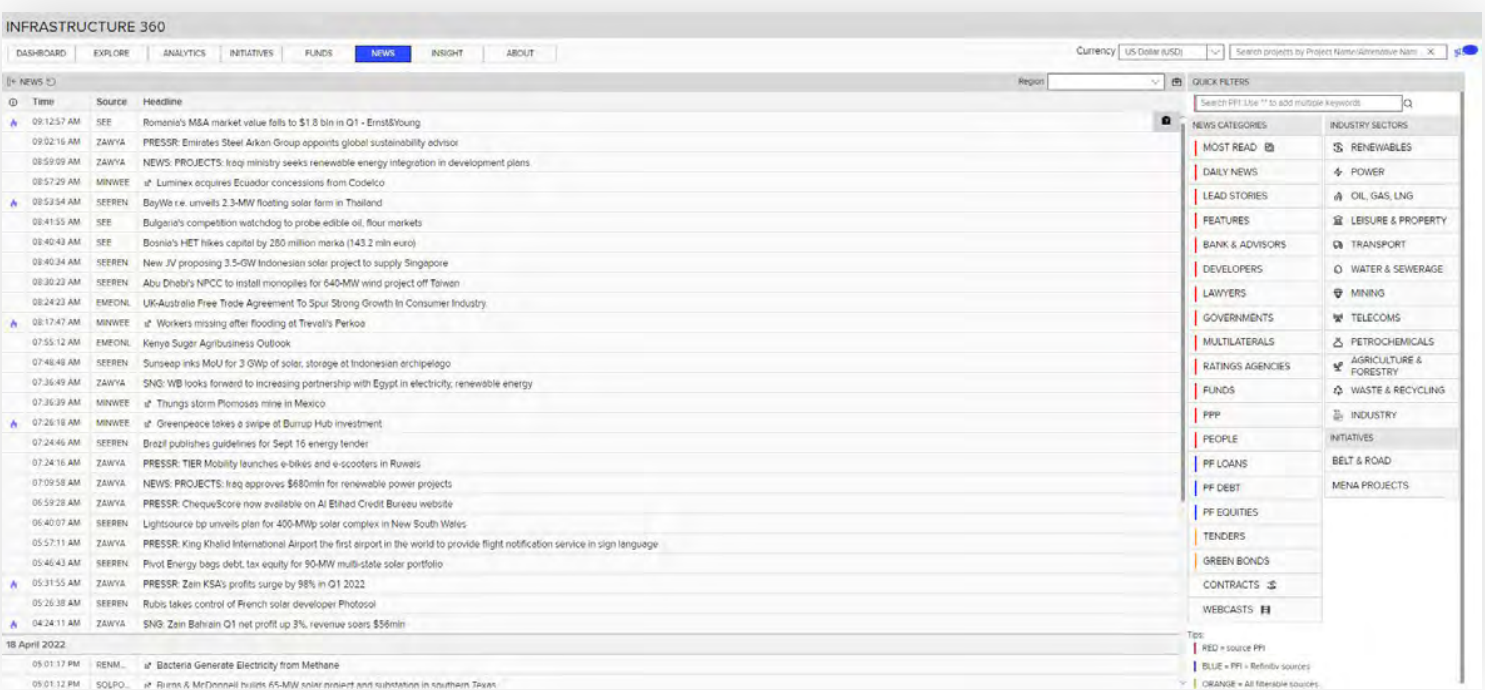 INFRASTRUCTURE 360
DASHBOARD EXPLORE ANALYTICS INITIATIVES FUNDS NEWS INSIGHT ABOUT Currency US Dollar (USD) Search projects by Project Name/Alternative Nam... X
NEWS Region QUICK FILTERS
Time Source Headline
Search PFI: Use "" to add multiple keywords
09:12:57 AM SEE Romania's M&A market value falls to $1.8 bln in Q1 - Ernst&Young
09:02:16 AM ZAWYA PRESSR: Emirates Steel Arkan Group appoints global sustainability advisor
08:59:09 AM ZAWYA NEWS: PROJECTS: Iraqi ministry seeks renewable energy integration in development plans
08:57:29 AM MINWEE Luminex acquires Ecuador concessions from Codelco
08:53:54 AM SEEREN BayWa r.e. unveils 2.3-MW floating solar farm in Thailand
08:41:55 AM SEE Bulgaria's competition watchdog to probe edible oil, flour markets
08:40:43 AM SEE Bosnia's HET hikes capital by 280 million marka (143.2 mln euro)
08:40:34 AM SEEREN New JV proposing 3.5-GW Indonesian solar project to supply Singapore
08:30:23 AM SEEREN Abu Dhabi's NPCC to install monopiles for 640-MW wind project off Taiwan
08:24:23 AM EMEONL UK-Australia Free Trade Agreement To Spur Strong Growth In Consumer Industry
08:17:47 AM MINWEE Workers missing after flooding at Trevali's Perkoa
07:55:12 AM EMEONL Kenya Sugar Agribusiness Outlook
07:48:48 AM SEEREN Sunseap inks MoU for 3 GWp of solar, storage at Indonesian archipelago
07:36:49 AM ZAWYA SNG: WB looks forward to increasing partnership with Egypt in electricity, renewable energy
07:36:39 AM MINWEE Thungs storm Plomosas mine in Mexico
07:26:18 AM MINWEE Greenpeace takes a swipe at Burrup Hub investment
07:24:46 AM SEEREN Brazil publishes guidelines for Sept 16 energy tender
07:24:16 AM ZAWYA PRESSR: TIER Mobility launches e-bikes and e-scooters in Ruwais
07:09:58 AM ZAWYA NEWS: PROJECTS: Iraq approves $680mln for renewable power projects
06:59:28 AM ZAWYA PRESSR: ChequeScore now available on Al Etihad Credit Bureau website
06:40:07 AM SEEREN Lightsource bp unveils plan for 400-MWp solar complex in New South Wales
05:57:11 AM ZAWYA PRESSR: King Khalid International Airport the first airport in the world to provide flight notification service in sign language
05:46:43 AM SEEREN Pivot Energy bags debt, tax equity for 90-MW multi-state solar portfolio
05:31:55 AM ZAWYA PRESSR: Zain KSA's profits surge by 98% in Q1 2022
05:26:38 AM SEEREN Rubis takes control of French solar developer Photosol
04:24:11 AM ZAWYA SNG: Zain Bahrain Q1 net profit up 3%, revenue soars $56mln
18 April 2022
05:01:17 PM RENM... Bacteria Generate Electricity from Methane
05:01:12 PM SOLPO... Burns & McDonnell builds 65-MW solar project and substation in southern Texas
NEWS CATEGORIES
MOST READ
DAILY NEWS
LEAD STORIES
FEATURES
BANK & ADVISORS
DEVELOPERS
LAWYERS
GOVERNMENTS
MULTILATERALS
RATINGS AGENCIES
FUNDS
PPP
PEOPLE
PF LOANS
PF DEBT
PF EQUITIES
TENDERS
GREEN BONDS
CONTRACTS
WEBCASTS
INDUSTRY SECTORS
RENEWABLES
POWER
OIL, GAS, LNG
LEISURE & PROPERTY
TRANSPORT
WATER & SEWERAGE
MINING
TELECOMS
PETROCHEMICALS
AGRICULTURE &
FORESTRY
WASTE & RECYCLING
INDUSTRY
INITIATIVES
BELT & ROAD
MENA PROJECTS
Tips:
RED = source PFI
BLUE = PFI + Refinitiv sources
ORANGE = All filterable sources